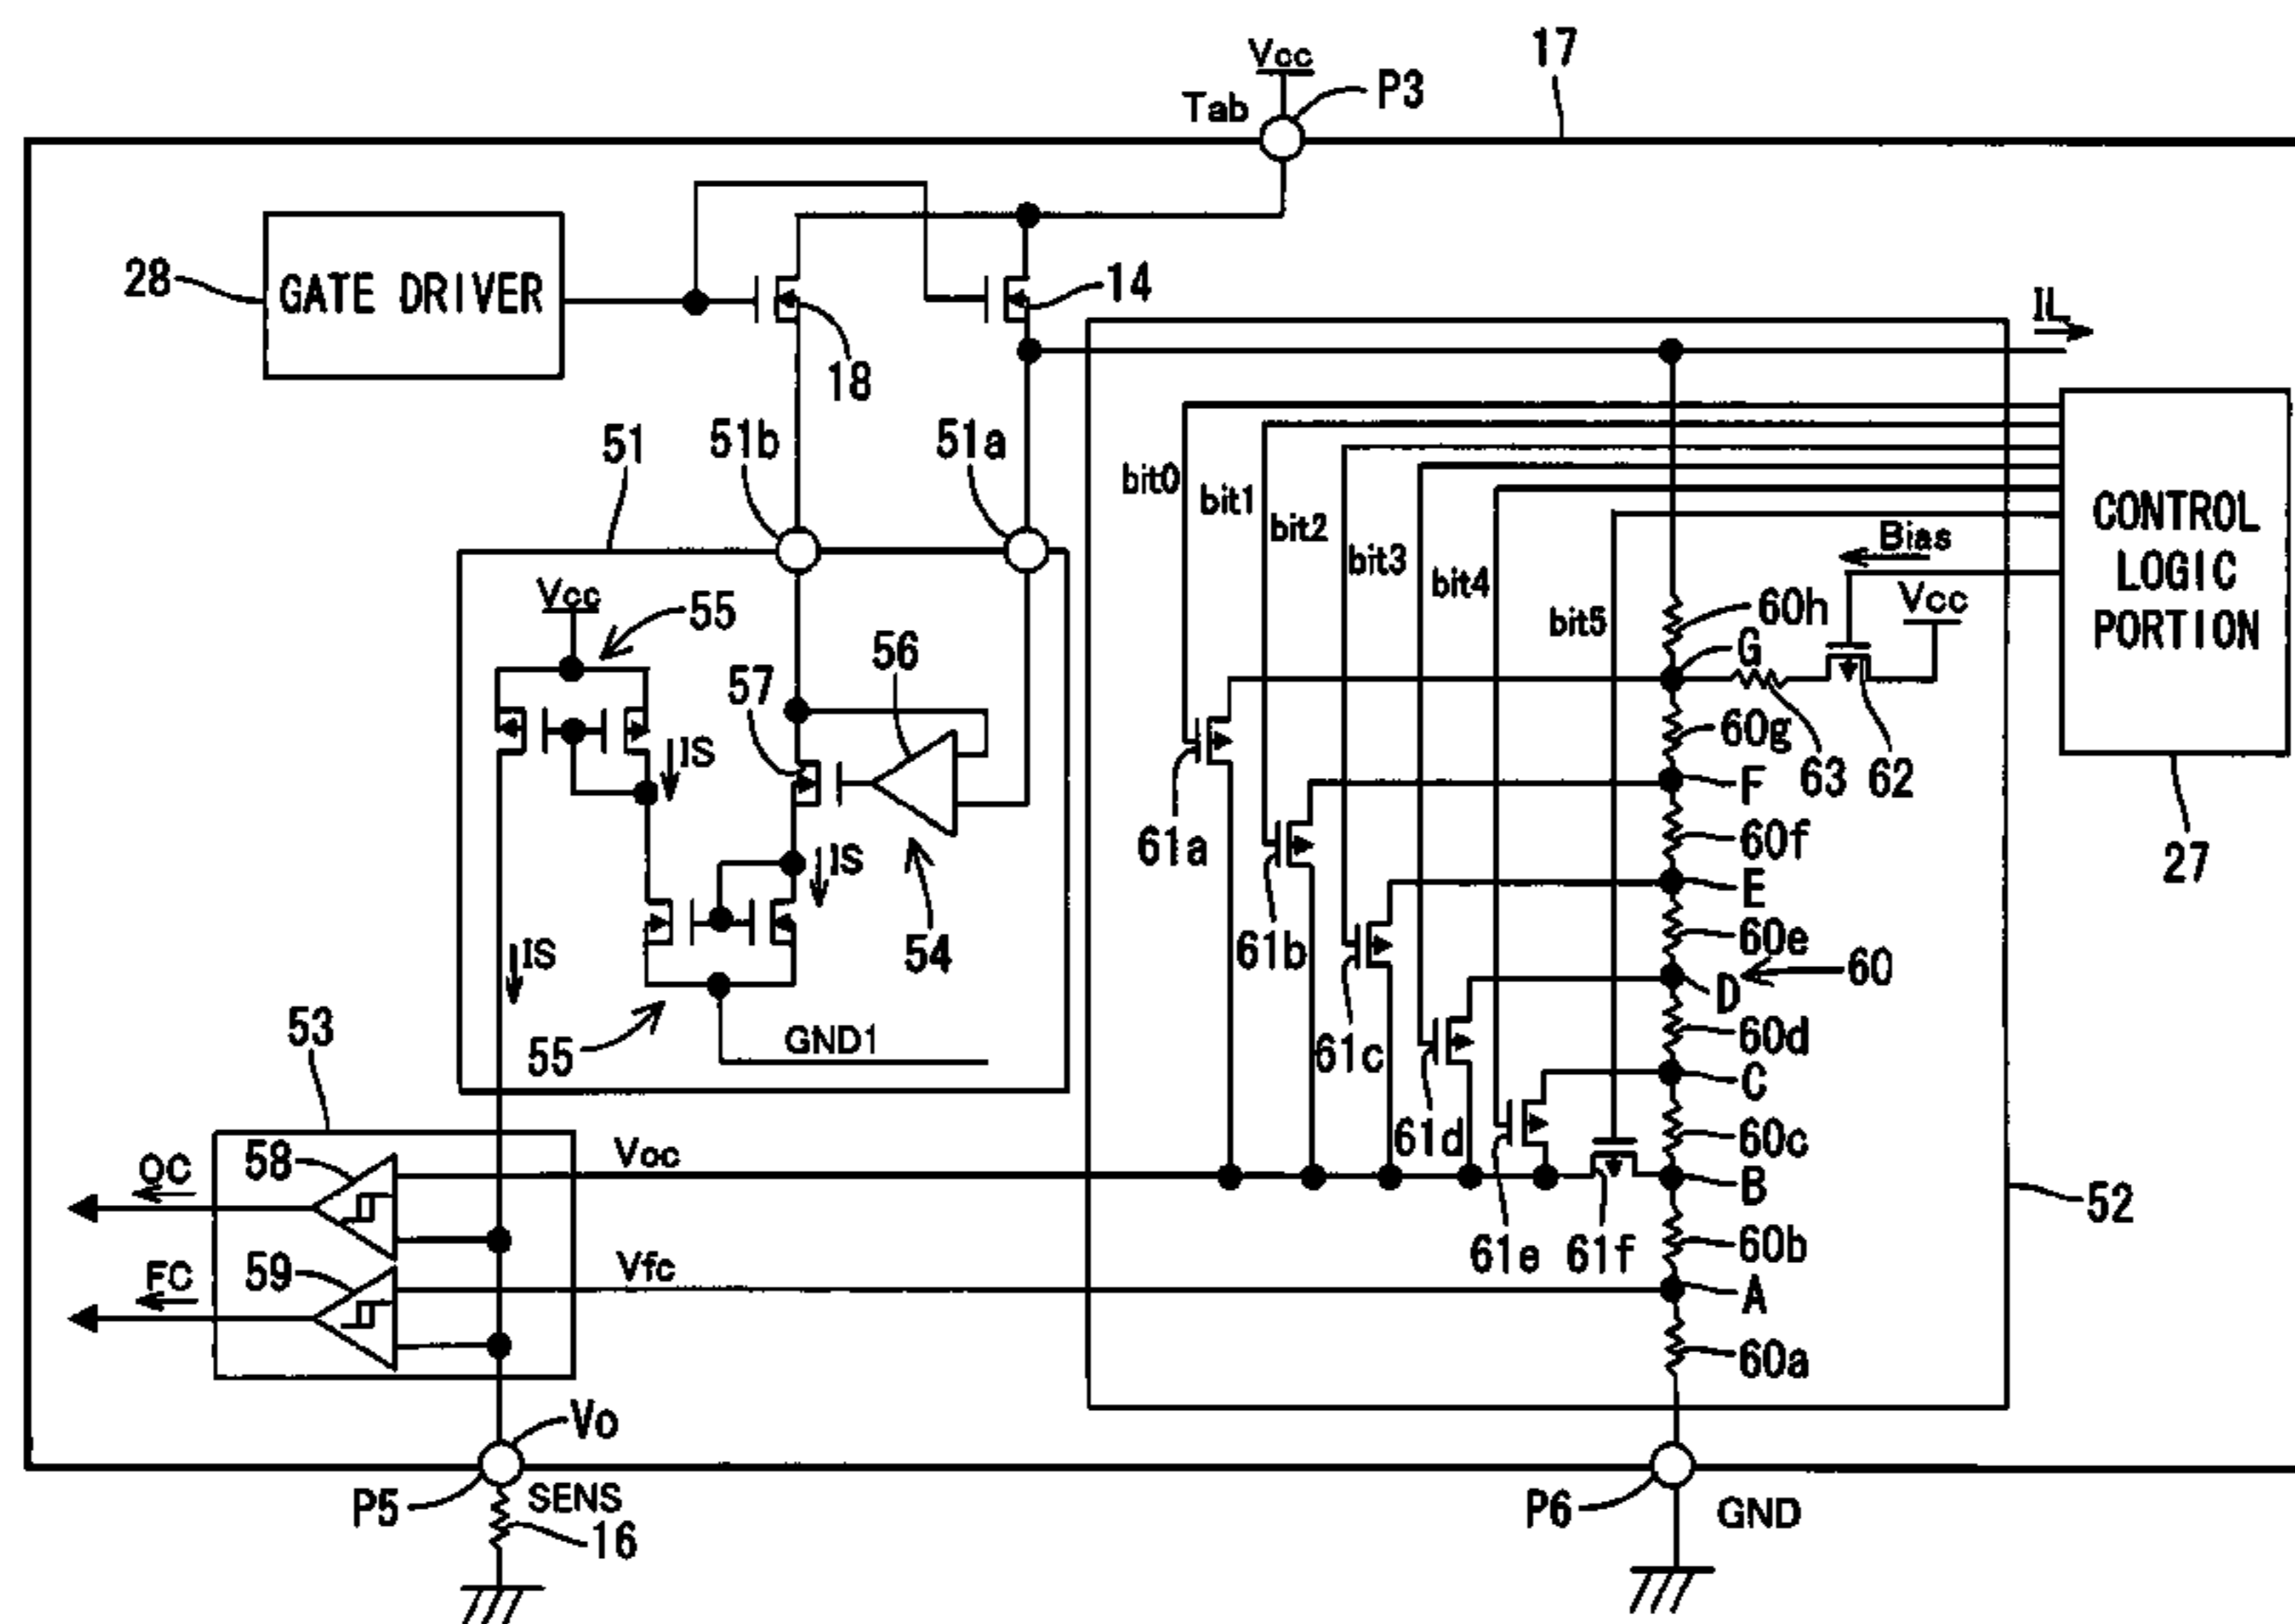 Vcc
17
Tab
P3
28
GATE DRIVER
18
14
IL
51
51b
51a
bit0
bit1
bit2
bit3
bit4
bit5
CONTROL
LOGIC
PORTION
Bias
Vcc
60h
G
Vcc
55
57
56
IS
60g
63
62
F
27
61a
60f
E
IS
61b
60e
54
IS
D
60
61c
60d
53
55
GND1
C
61d
60c
58
OC
Voc
B
52
61e
61f
60b
59
FC
Vfc
A
60a
Vo
P5
SENS
16
P6
GND